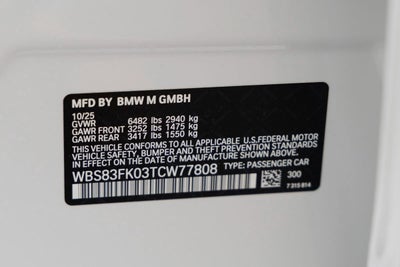 MFD BY BMW M GMBH
10/25
GVWR 6482 lbs 2940 kg
GAWR FRONT 3252 lbs 1475 kg
GAWR REAR 3417 lbs 1550 kg
THIS VEHICLE CONFORMS TO ALL APPLICABLE U.S.FEDERAL MOTOR
VEHICLE SAFETY, BUMPER, AND THEFT PREVENTION STANDARDS
IN EFFECT ON THE DATE OF MANUFACTURE SHOWN ABOVE.
WBS83FK03TCW77808 TYPE: PASSENGER CAR
300
7 315 814